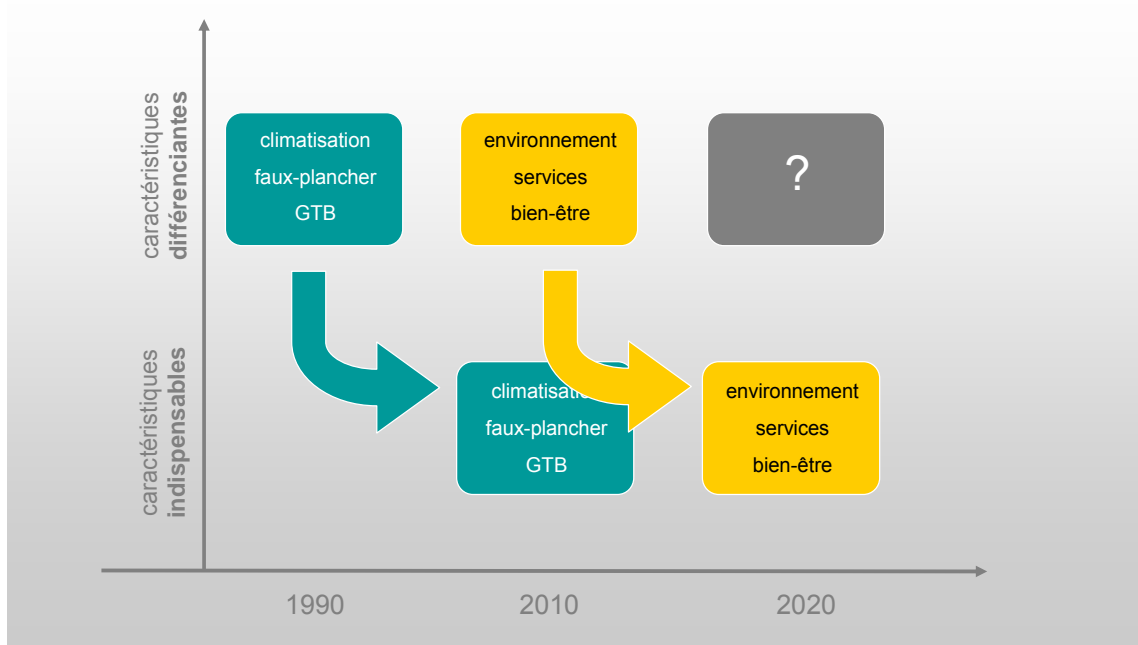 caractéristiques
différenciantes
climatisation
faux-plancher
GTB
environnement
services
bien-être
?
caractéristiques
indispensables
climatisatio
faux-plancher
GTB
environnement
services
bien-être
1990
2010
2020